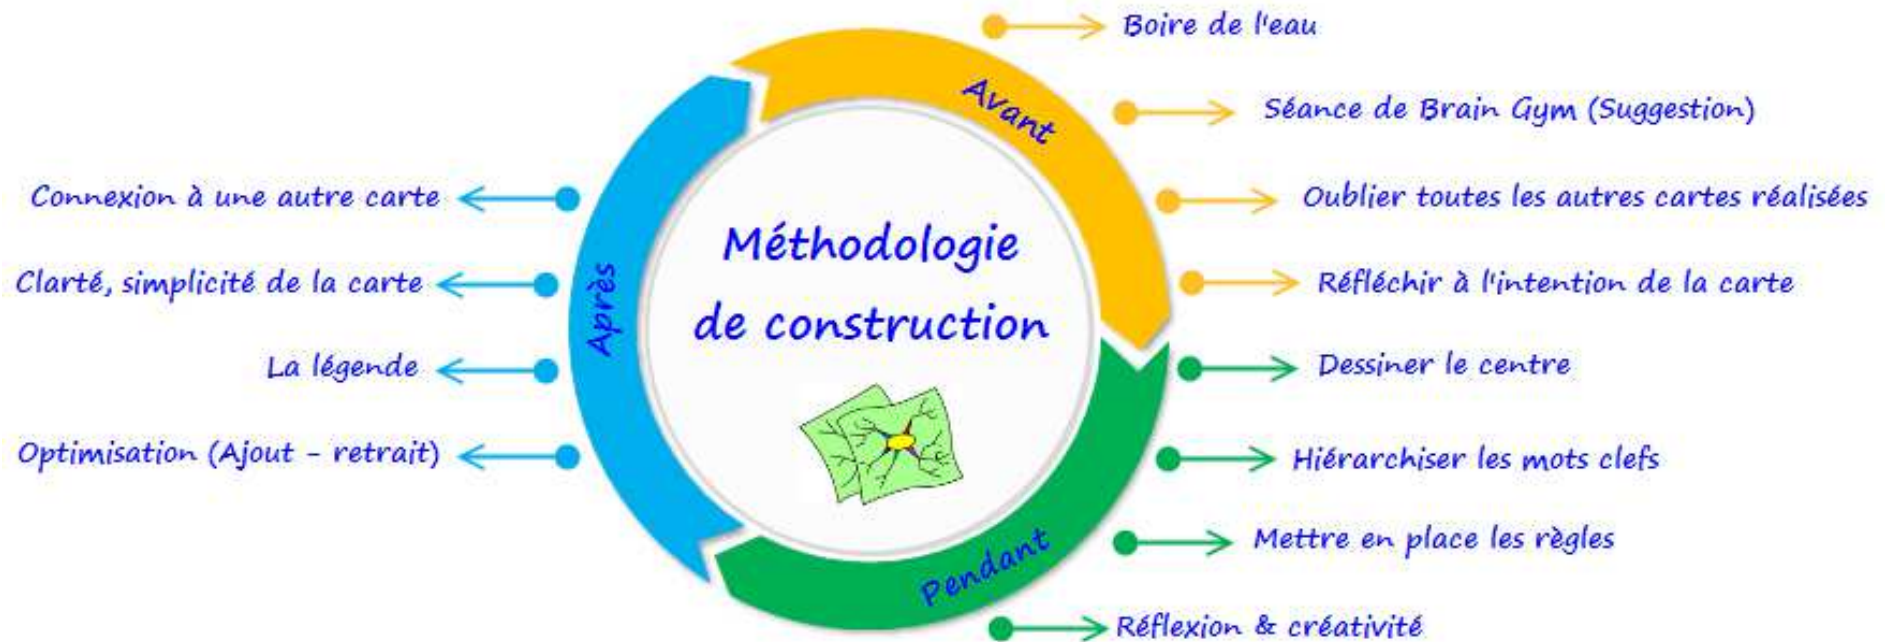 Méthodologie
de construction
Avant
Boire de l'eau
Séance de Brain Gym (Suggestion)
Oublier toutes les autres cartes réalisées
Réfléchir à l'intention de la carte
Pendant
Dessiner le centre
Hiérarchiser les mots clefs
Mettre en place les règles
Réflexion & créativité
Après
Connexion à une autre carte
Clarté, simplicité de la carte
La légende
Optimisation (Ajout - retrait)